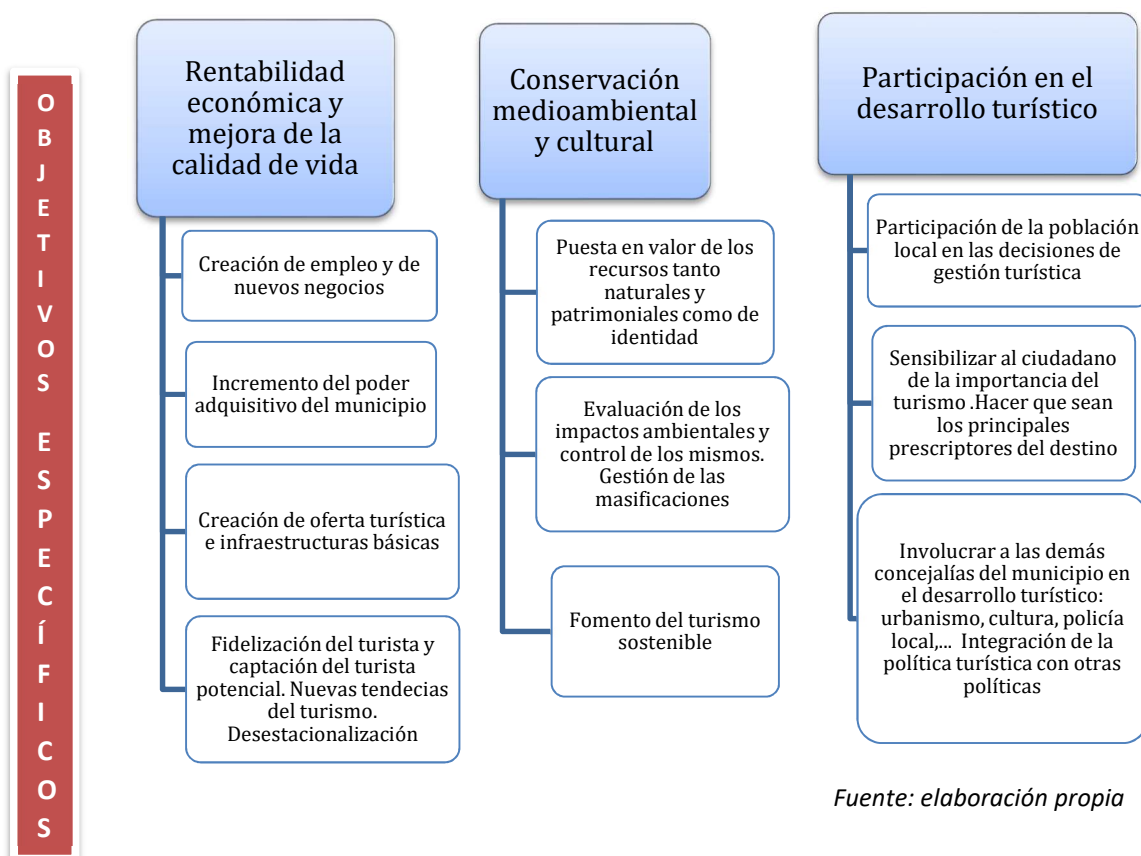 OBJETIVOS ESPECÍFICOS
Rentabilidad
económica y
mejora de la
calidad de vida
Creación de empleo y de
nuevos negocios
Incremento del poder
adquisitivo del municipio
Creación de oferta turística
e infraestructuras básicas
Fidelización del turista y
captación del turista
potencial. Nuevas tendecias
del turismo.
Desestacionalización
Conservación
medioambiental
y cultural
Puesta en valor de los
recursos tanto
naturales y
patrimoniales como de
identidad
Evaluación de los
impactos ambientales y
control de los mismos.
Gestión de las
masificaciones
Fomento del turismo
sostenible
Participación en el
desarrollo turístico
Participación de la población
local en las decisiones de
gestión turística
Sensibilizar al ciudadano
de la importancia del
turismo .Hacer que sean
los principales
prescriptores del destino
Involucrar a las demás
concejalías del municipio en
el desarrollo turístico:
urbanismo, cultura, policía
local,... Integración de la
política turística con otras
políticas
Fuente: elaboración propia